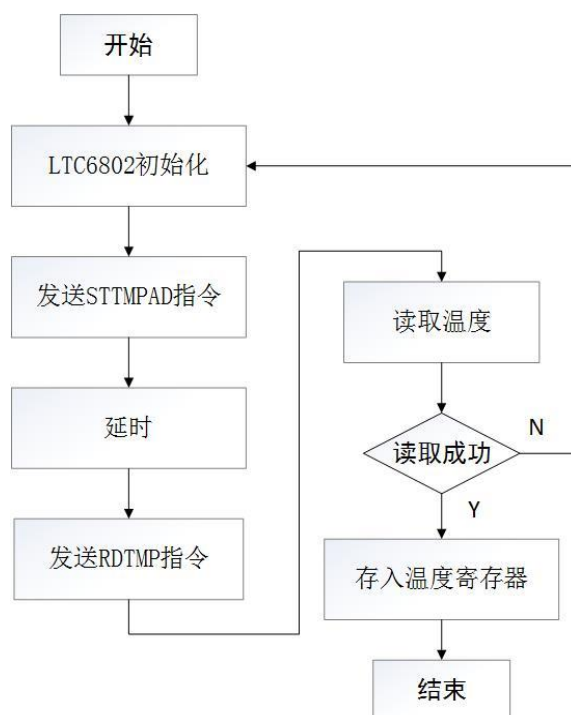 开始
LTC6802初始化
发送STTMPAD指令
延时
发送RDTMP指令
读取温度
读取成功
N
Y
存入温度寄存器
结束